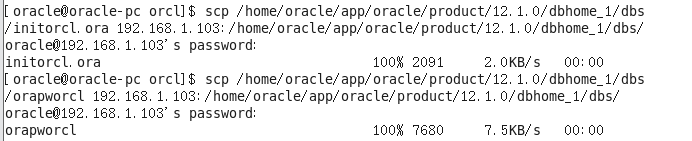 [oracle@oracle-pc orcl]$ scp /home/oracle/app/oracle/product/12.1.0/dbhome_1/dbs
/initorcl.ora 192.168.1.103:/home/oracle/app/oracle/product/12.1.0/dbhome_1/dbs/
oracle@192.168.1.103's password:
initorcl.ora 100% 2091 2.0KB/s 00:00
[oracle@oracle-pc orcl]$ scp /home/oracle/app/oracle/product/12.1.0/dbhome_1/dbs
/orapworcl 192.168.1.103:/home/oracle/app/oracle/product/12.1.0/dbhome_1/dbs/
oracle@192.168.1.103's password:
orapworcl 100% 7680 7.5KB/s 00:00